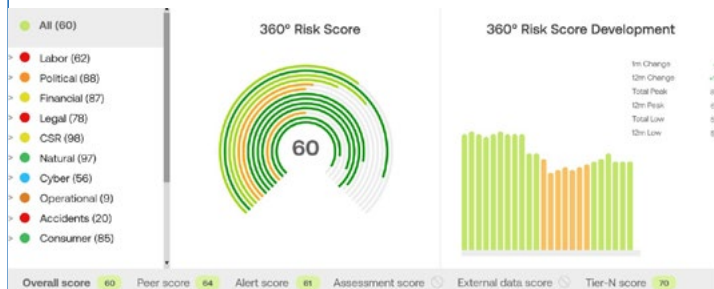 All (60)
Labor (62)
Political (88)
Financial (87)
Legal (78)
CSR (98)
Natural (97)
Cyber (56)
Operational (9)
Accidents (20)
Consumer (85)
360° Risk Score
60
360° Risk Score Development
1m Change
12m Change
Total Peak
12m Peak
Total Low
12m Low
Overall score 60 Peer score 64 Alert score 61 Assessment score External data score Tier-N score 70